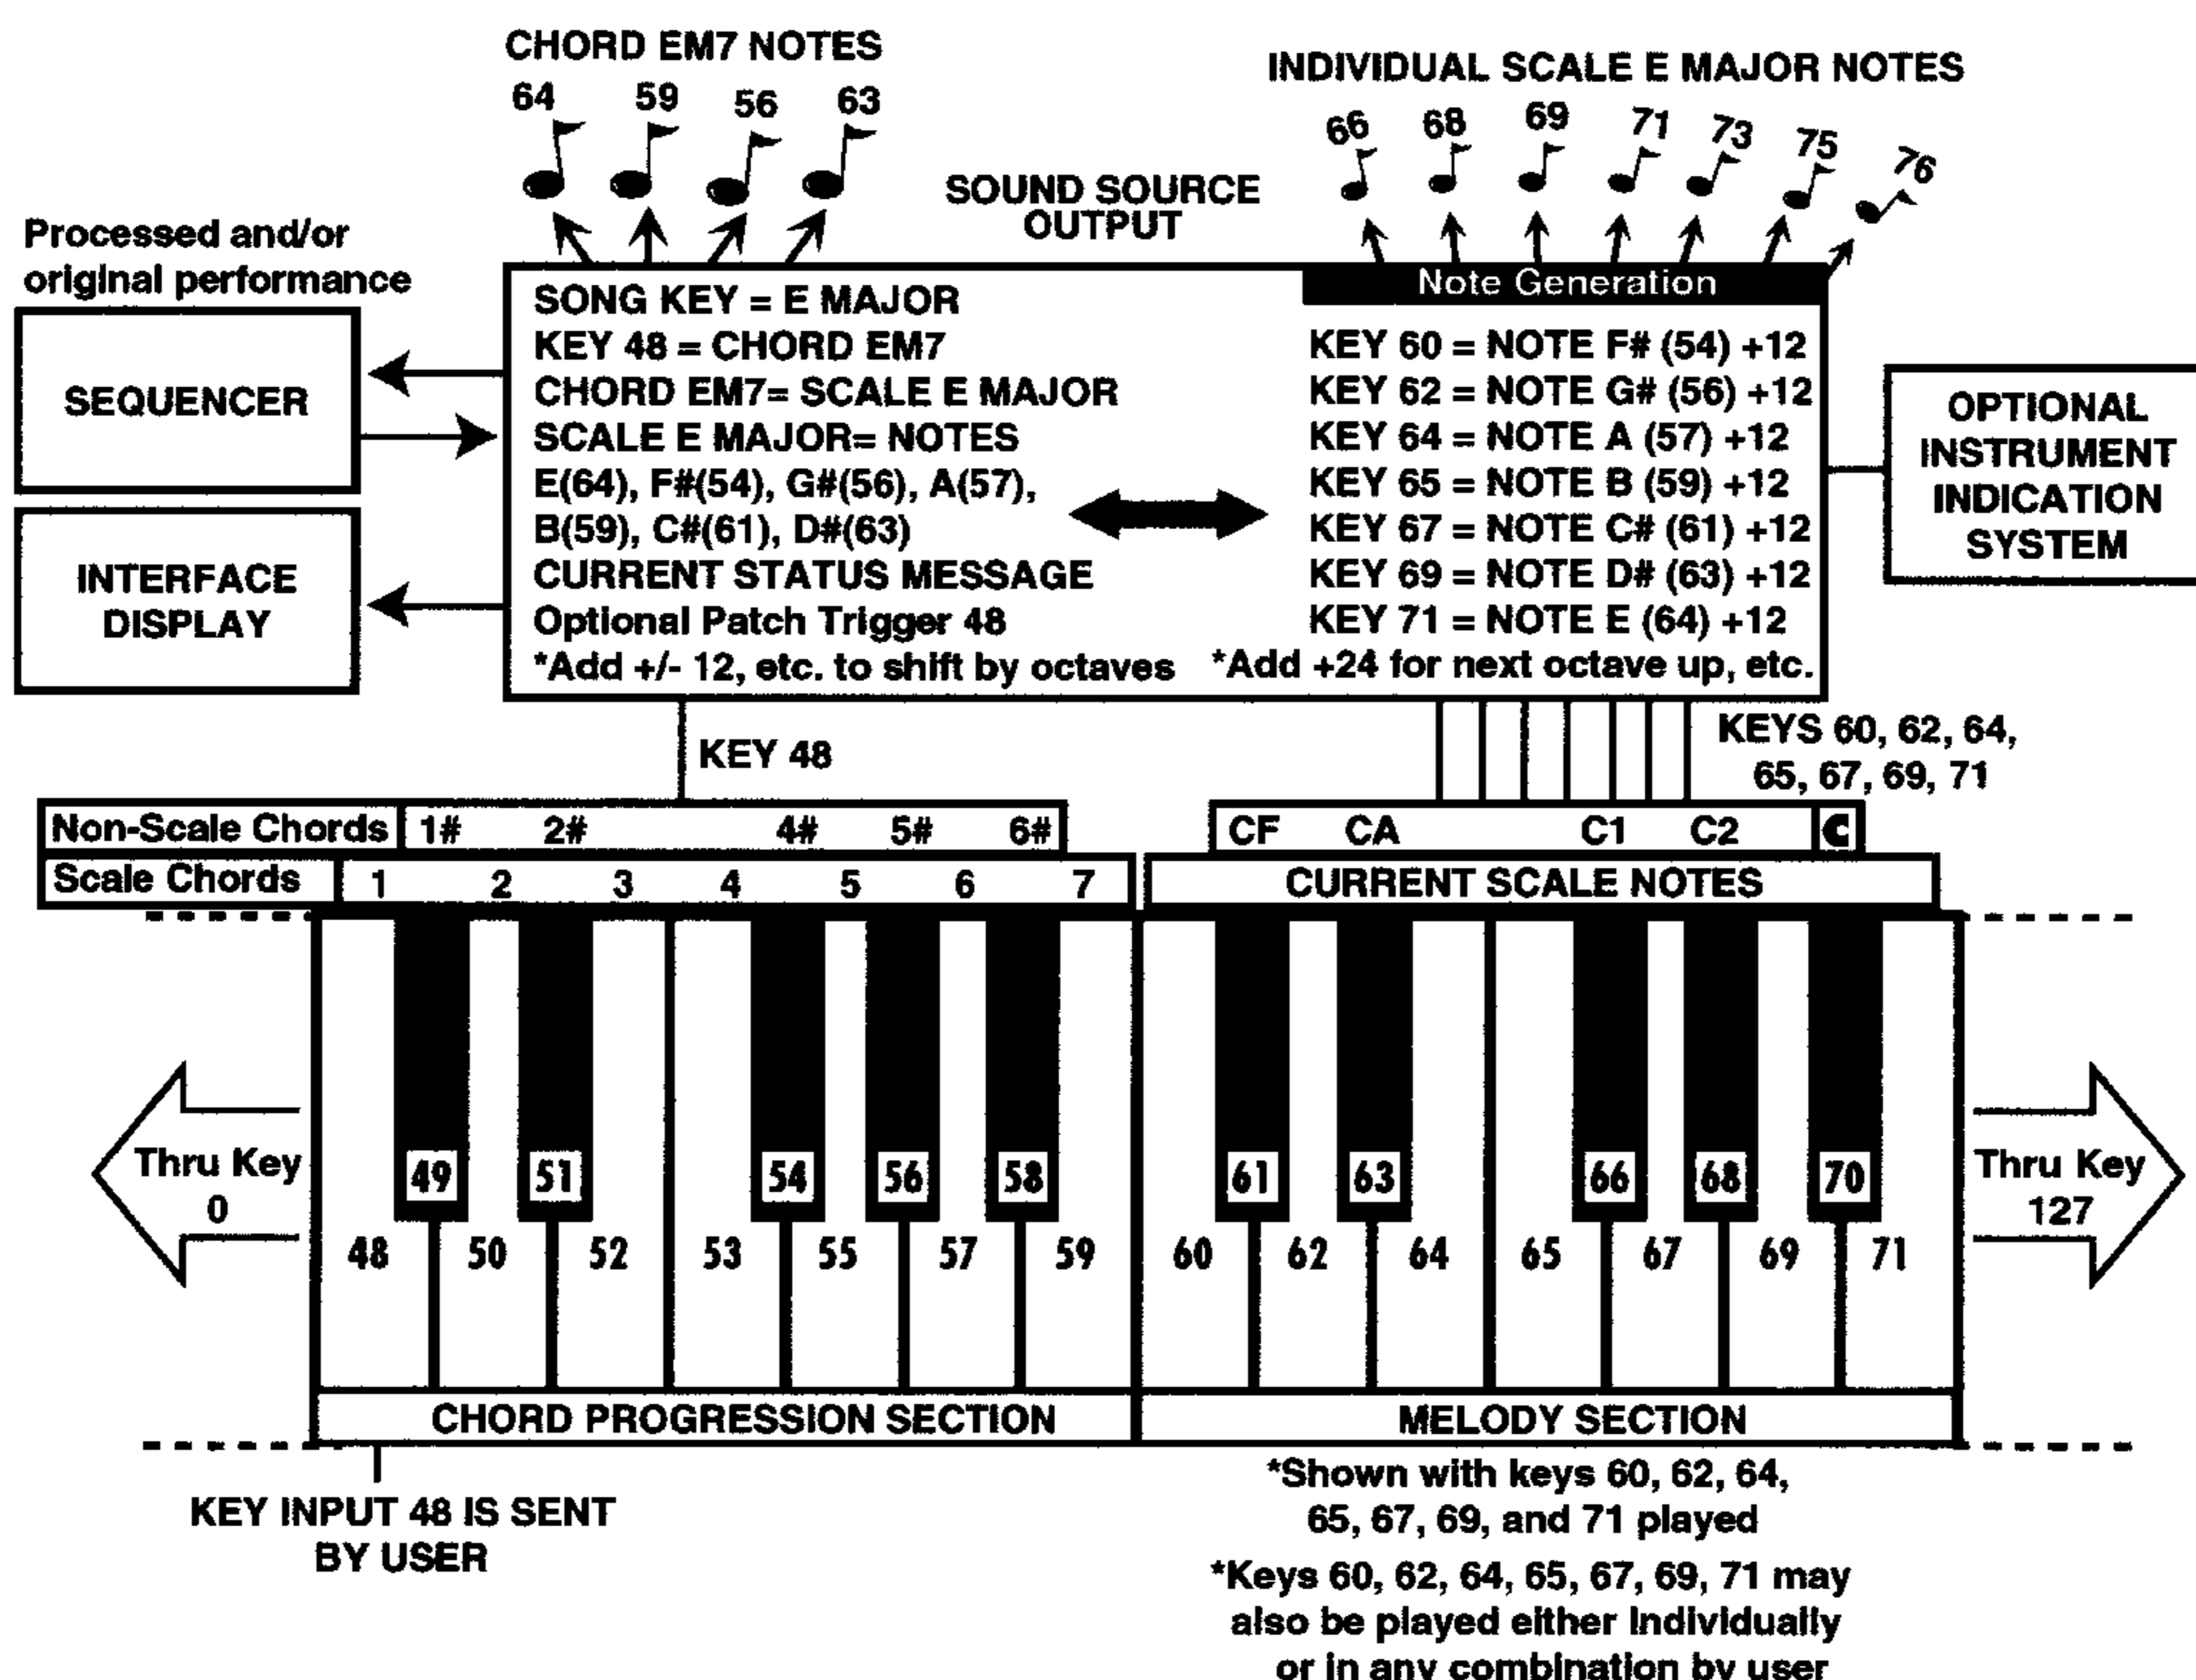 CHORD EM7 NOTES
64 59 56 63
INDIVIDUAL SCALE E MAJOR NOTES
66 68 69 71 73 75 76
SOUND SOURCE
OUTPUT
Processed and/or
original performance
SEQUENCER
INTERFACE
DISPLAY
SONG KEY = E MAJOR
KEY 48 = CHORD EM7
CHORD EM7= SCALE E MAJOR
SCALE E MAJOR= NOTES
E(64), F#(54), G#(56), A(57),
B(59), C#(61), D#(63)
CURRENT STATUS MESSAGE
Optional Patch Trigger 48
*Add +/- 12, etc. to shift by octaves
Note Generation
KEY 60 = NOTE F# (54) +12
KEY 62 = NOTE G# (56) +12
KEY 64 = NOTE A (57) +12
KEY 65 = NOTE B (59) +12
KEY 67 = NOTE C# (61) +12
KEY 69 = NOTE D# (63) +12
KEY 71 = NOTE E (64) +12
*Add +24 for next octave up, etc.
OPTIONAL
INSTRUMENT
INDICATION
SYSTEM
KEY 48
KEYS 60, 62, 64,
65, 67, 69, 71
Non-Scale Chords 1# 2# 4# 5# 6#
CF CA C1 C2 C
Scale Chords 1 2 3 4 5 6 7
CURRENT SCALE NOTES
Thru Key
0
49 51 54 56 58 61 63 66 68 70
48 50 52 53 55 57 59 60 62 64 65 67 69 71
Thru Key
127
CHORD PROGRESSION SECTION
MELODY SECTION
KEY INPUT 48 IS SENT
BY USER
*Shown with keys 60, 62, 64,
65, 67, 69, and 71 played
*Keys 60, 62, 64, 65, 67, 69, 71 may
also be played either individually
or in any combination by user